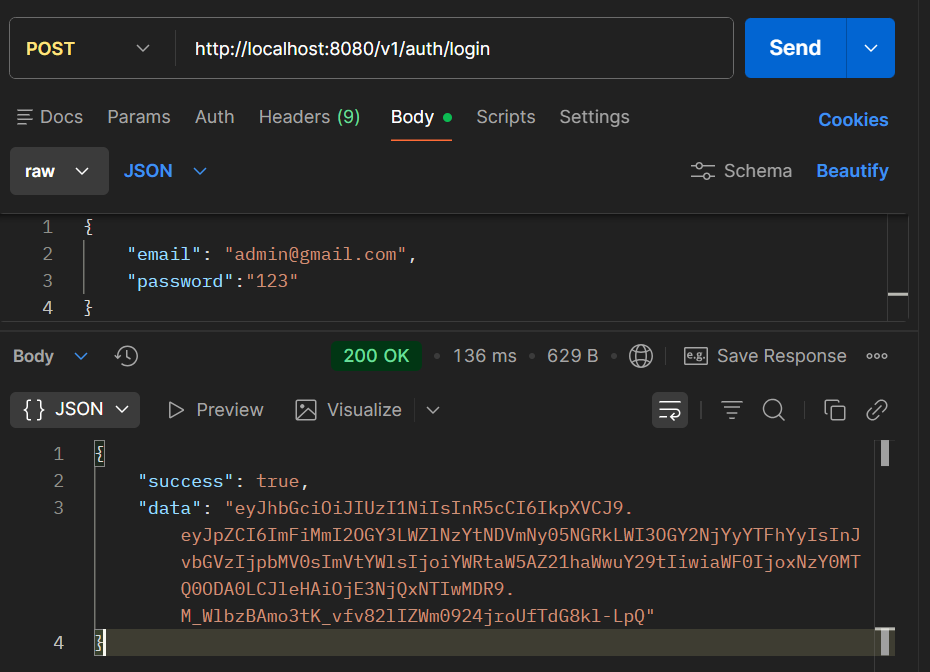 POST http://localhost:8080/v1/auth/login Send
Docs Params Auth Headers (9) Body Scripts Settings Cookies
raw JSON Schema Beautify
1 {
2 "email": "admin@gmail.com",
3 "password":"123"
4 }
Body 200 OK • 136 ms • 629 B • e.g. Save Response
{} JSON Preview Visualize
1 {
2 "success": true,
3 "data": "eyJhbGciOiJIUzI1NiIsInR5cCI6IkpXVCJ9.
eyJpZCI6ImFiMmI2OGY3LWZlNzYtNDVmNy05NGRkLWI3OGY2NjYyYTFhYyIsInJ
vbGVzIjpbMV0sImVtYWlsIjoiYWRtaW5AZ21haWwuY29tIiwiaWF0IjoxNzY0MT
Q0ODA0LCJleHAiOjE3NjQxNTIwMDR9.
M_WlbzBAmo3tK_vfv82lIZWm0924jroUfTdG8kl-LpQ"
4 }